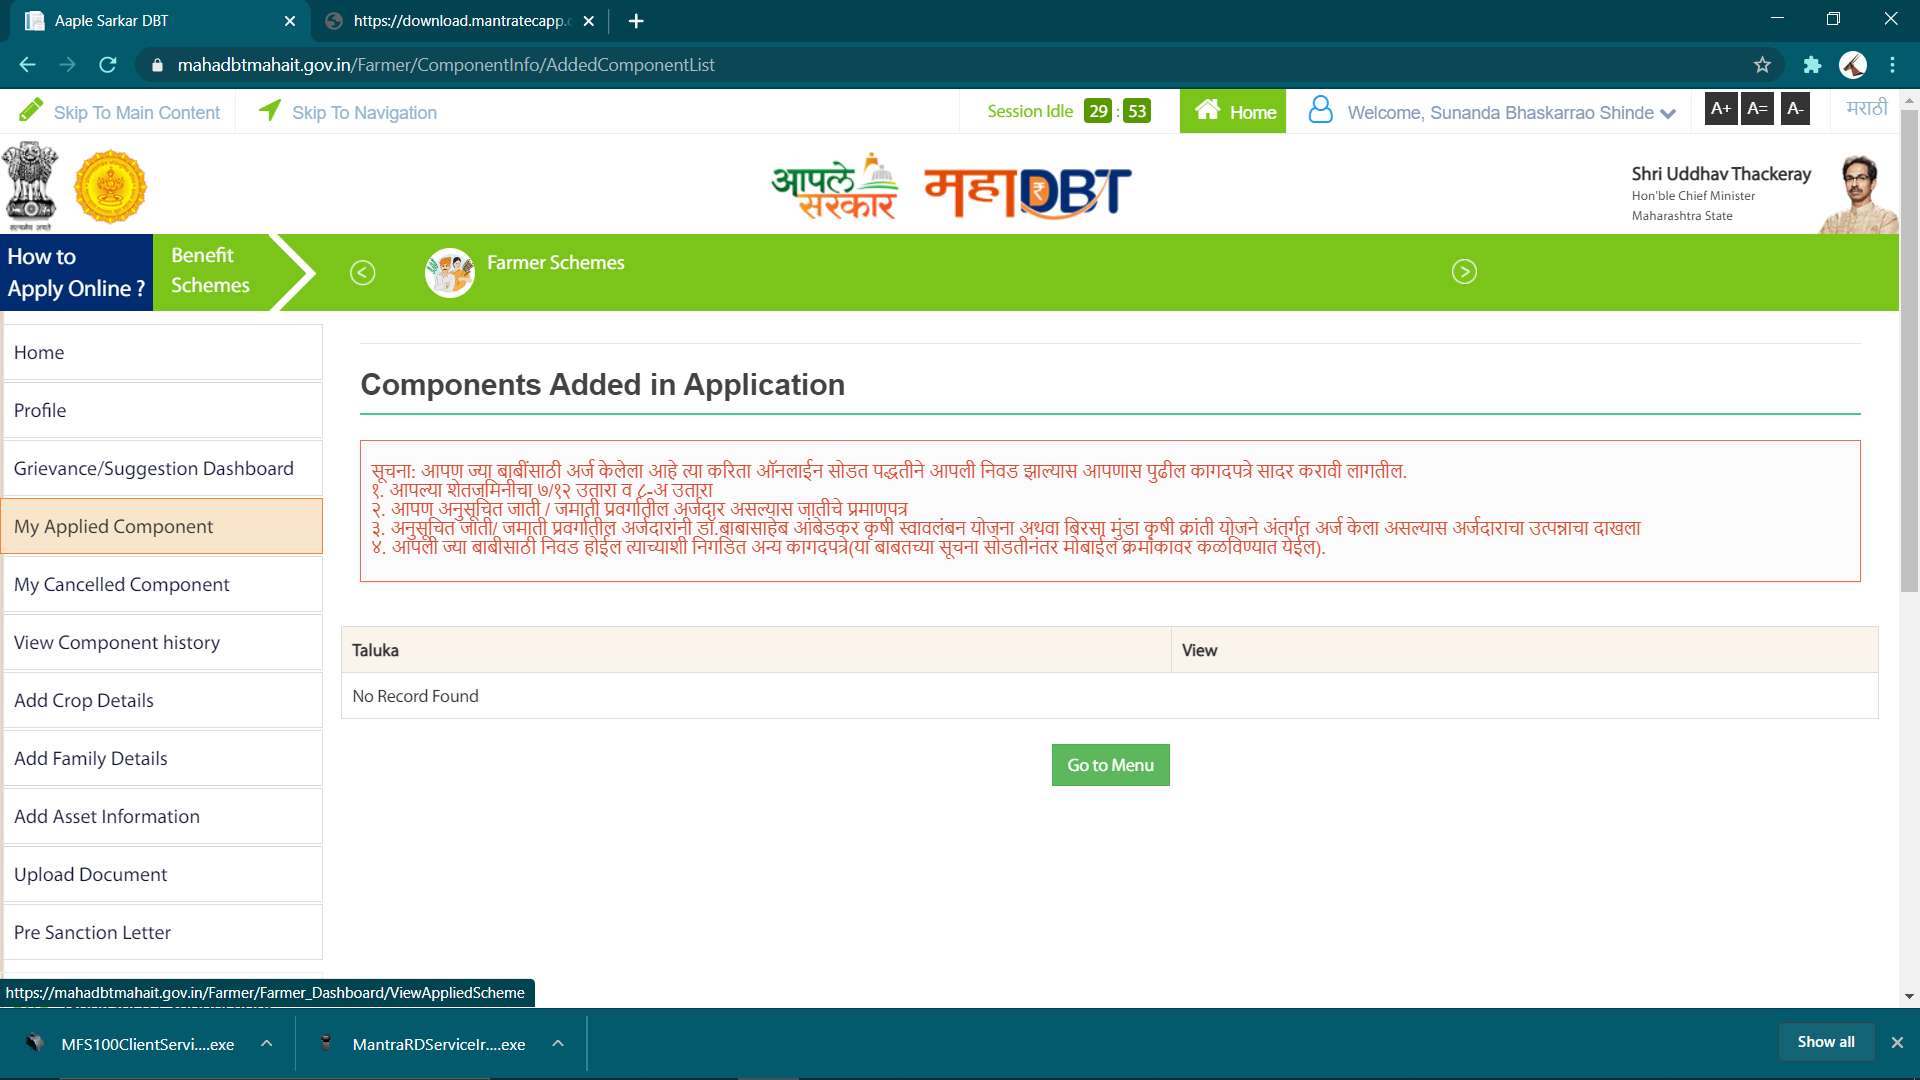 Aaple Sarkar DBT
https://download.mantratecapp.c
mahadbtmahait.gov.in/Farmer/ComponentInfo/AddedComponentList
Skip To Main Content
Skip To Navigation
Session Idle 29 : 53
Home
Welcome, Sunanda Bhaskarrao Shinde
A+ A= A-
मराठी
सत्यमेव जयते
आपले सरकार
महाDBT
Shri Uddhav Thackeray
Hon'ble Chief Minister
Maharashtra State
How to
Apply Online ?
Benefit
Schemes
Farmer Schemes
Home
Profile
Grievance/Suggestion Dashboard
My Applied Component
My Cancelled Component
View Component history
Add Crop Details
Add Family Details
Add Asset Information
Upload Document
Pre Sanction Letter
Components Added in Application
सूचना: आपण ज्या बाबींसाठी अर्ज केलेला आहे त्या करिता ऑनलाईन सोडत पद्धतीने आपली निवड झाल्यास आपणास पुढील कागदपत्रे सादर करावी लागतील.
१. आपल्या शेतजमिनीचा ७/१२ उतारा व ८-अ उतारा
२. आपण अनुसूचित जाती / जमाती प्रवर्गातील अर्जदार असल्यास जातीचे प्रमाणपत्र
३. अनुसूचित जाती/ जमाती प्रवर्गातील अर्जदारांनी डॉ.बाबासाहेब आंबेडकर कृषी स्वावलंबन योजना अथवा बिरसा मुंडा कृषी क्रांती योजने अंतर्गत अर्ज केला असल्यास अर्जदाराचा उत्पन्नाचा दाखला
४. आपली ज्या बाबीसाठी निवड होईल त्याच्याशी निगडित अन्य कागदपत्रे(या बाबतच्या सूचना सोडतीनंतर मोबाईल क्रमांकावर कळविण्यात येईल).
Taluka
View
No Record Found
Go to Menu
https://mahadbtmahait.gov.in/Farmer/Farmer_Dashboard/ViewAppliedScheme
MFS100ClientServi....exe
MantraRDServiceIr....exe
Show all